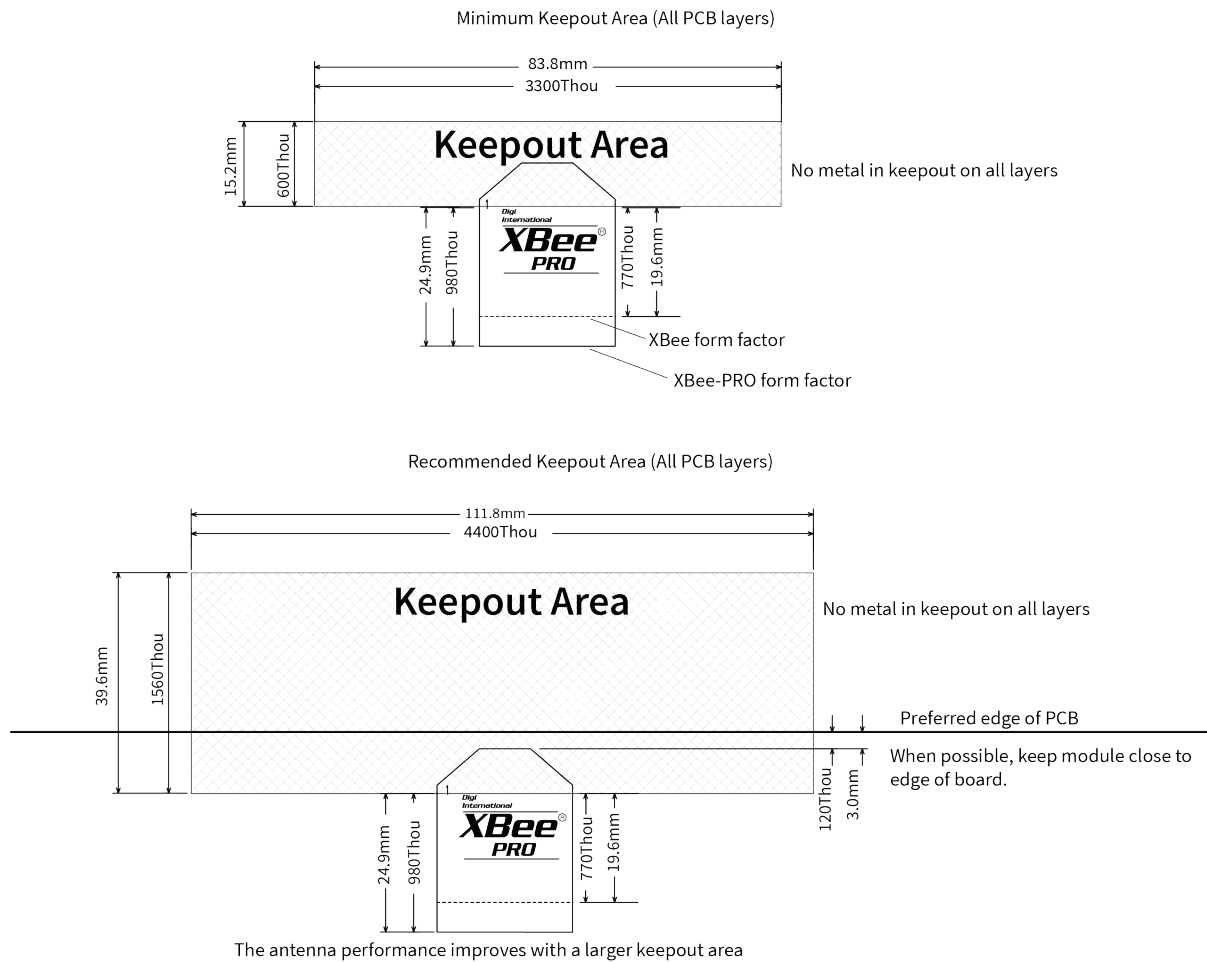 Minimum Keepout Area (All PCB layers)
83.8mm
3300Thou
Keepout Area
15.2mm
600Thou
No metal in keepout on all layers
1
Digi
International
XBee®
PRO
24.9mm
980Thou
770Thou
19.6mm
XBee form factor
XBee-PRO form factor
Recommended Keepout Area (All PCB layers)
111.8mm
4400Thou
Keepout Area
No metal in keepout on all layers
39.6mm
1560Thou
Preferred edge of PCB
When possible, keep module close to
edge of board.
120Thou
3.0mm
1
Digi
International
XBee®
PRO
24.9mm
980Thou
770Thou
19.6mm
The antenna performance improves with a larger keepout area